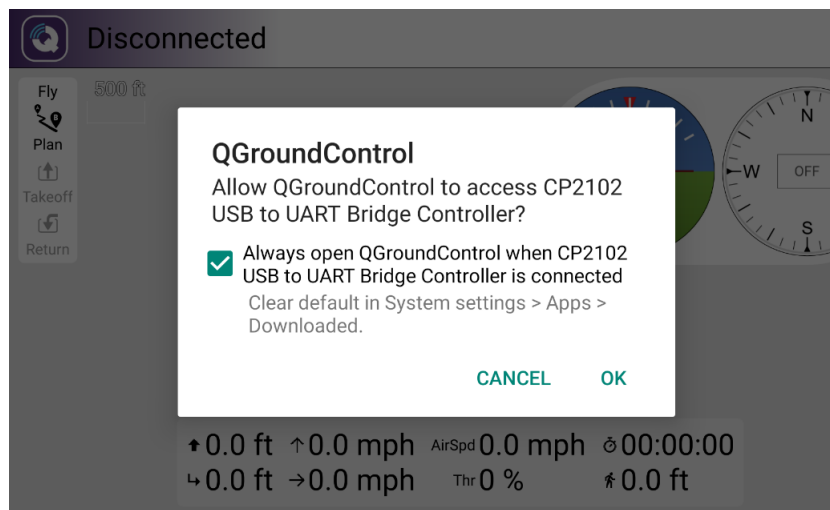 Disconnected
Fly
500 ft
Plan
Takeoff
Return
QGroundControl
Allow QGroundControl to access CP2102
USB to UART Bridge Controller?
Always open QGroundControl when CP2102
USB to UART Bridge Controller is connected
Clear default in System settings > Apps >
Downloaded.
CANCEL OK
N
W OFF
S
0.0 ft 0.0 mph AirSpd 0.0 mph 00:00:00
0.0 ft 0.0 mph Thr 0 % 0.0 ft